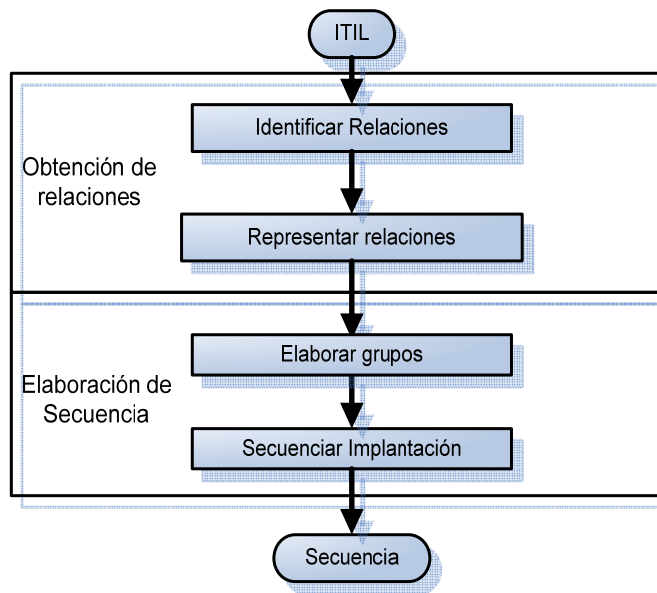 ITIL
Identificar Relaciones
Obtención de
relaciones
Representar relaciones
Elaborar grupos
Elaboración de
Secuencia
Secuenciar Implantación
Secuencia